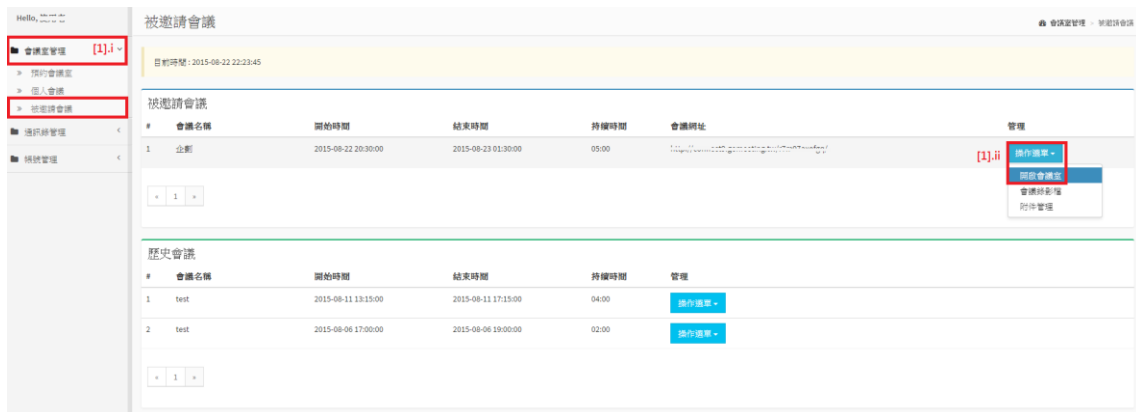 Hello,
被邀請會議
會議室管理 > 被邀請會議
會議室管理 [1].i
預約會議室
個人會議
被邀請會議
通訊錄管理
帳號管理
目前時間 : 2015-08-22 22:23:45
被邀請會議
# 會議名稱 開始時間 結束時間 持續時間 會議網址 管理
1 企劃 2015-08-22 20:30:00 2015-08-23 01:30:00 05:00 [1].ii 操作選單
開啟會議室
會議錄影檔
附件管理
« 1 »
歷史會議
# 會議名稱 開始時間 結束時間 持續時間 管理
1 test 2015-08-11 13:15:00 2015-08-11 17:15:00 04:00 操作選單
2 test 2015-08-06 17:00:00 2015-08-06 19:00:00 02:00 操作選單
« 1 »